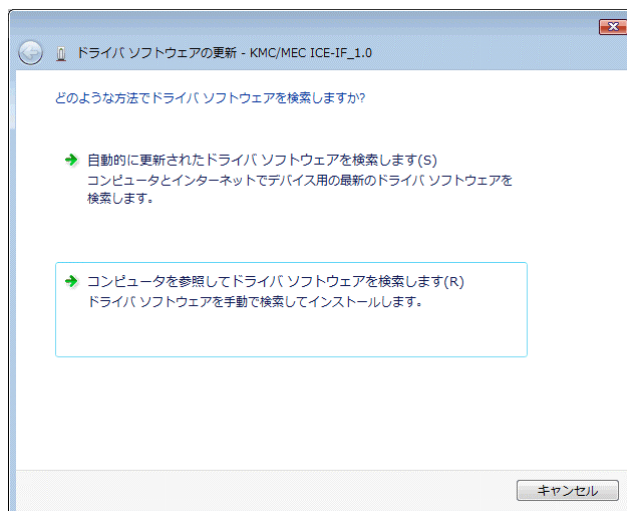 ドライバ ソフトウェアの更新 - KMC/MEC ICE-IF_1.0
どのような方法でドライバ ソフトウェアを検索しますか?
自動的に更新されたドライバ ソフトウェアを検索します(S)
コンピュータとインターネットでデバイス用の最新のドライバ ソフトウェアを
検索します。
コンピュータを参照してドライバ ソフトウェアを検索します(R)
ドライバ ソフトウェアを手動で検索してインストールします。
キャンセル